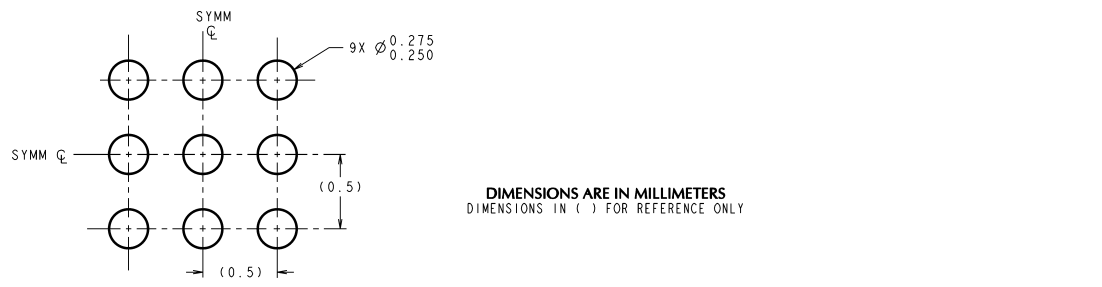 SYMM
℄
9X Ø0.275
0.250
SYMM ℄
(0.5)
DIMENSIONS ARE IN MILLIMETERS
DIMENSIONS IN ( ) FOR REFERENCE ONLY
(0.5)